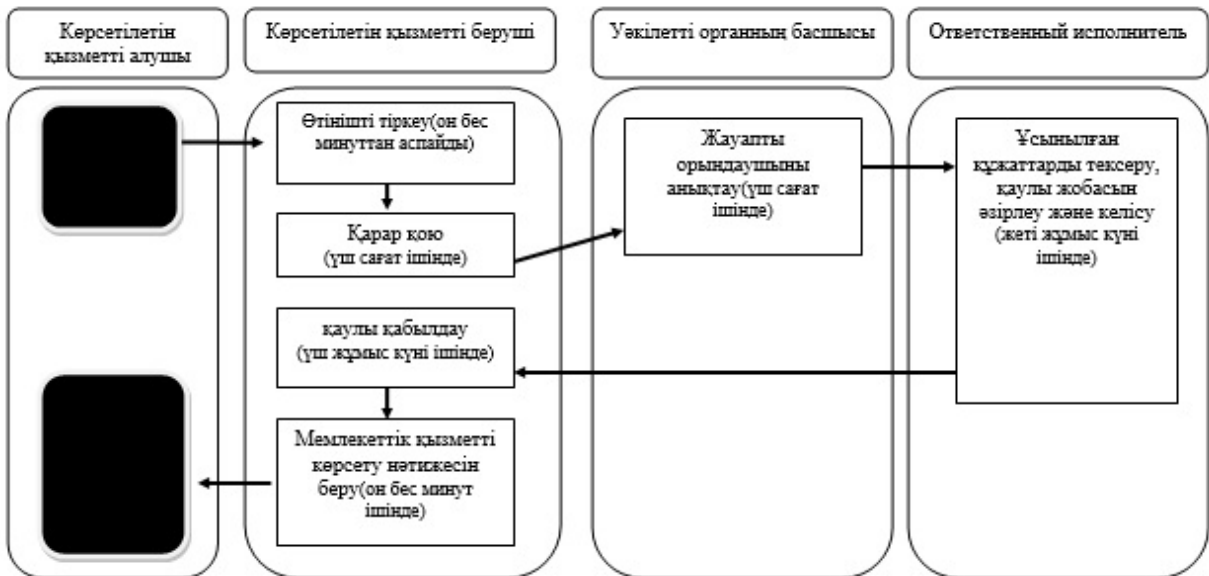 Көрсетілетін
қызметті алушы
Көрсетілетін қызметті беруші
Уәкілетті органның басшысы
Ответственный исполнитель
Өтінішті тіркеу(он бес
минуттан аспайды)
Қарар қою
(үш сағат ішінде)
Жауапты
орындаушыны
анықтау(үш сағат
ішінде)
Ұсынылған
құжаттарды тексеру,
қаулы жобасын
әзірлеу және келісу
(жеті жұмыс күні
ішінде)
қаулы қабылдау
(үш жұмыс күні ішінде)
Мемлекеттік қызметті
көрсету нәтижесін
беру(он бес минут
ішінде)